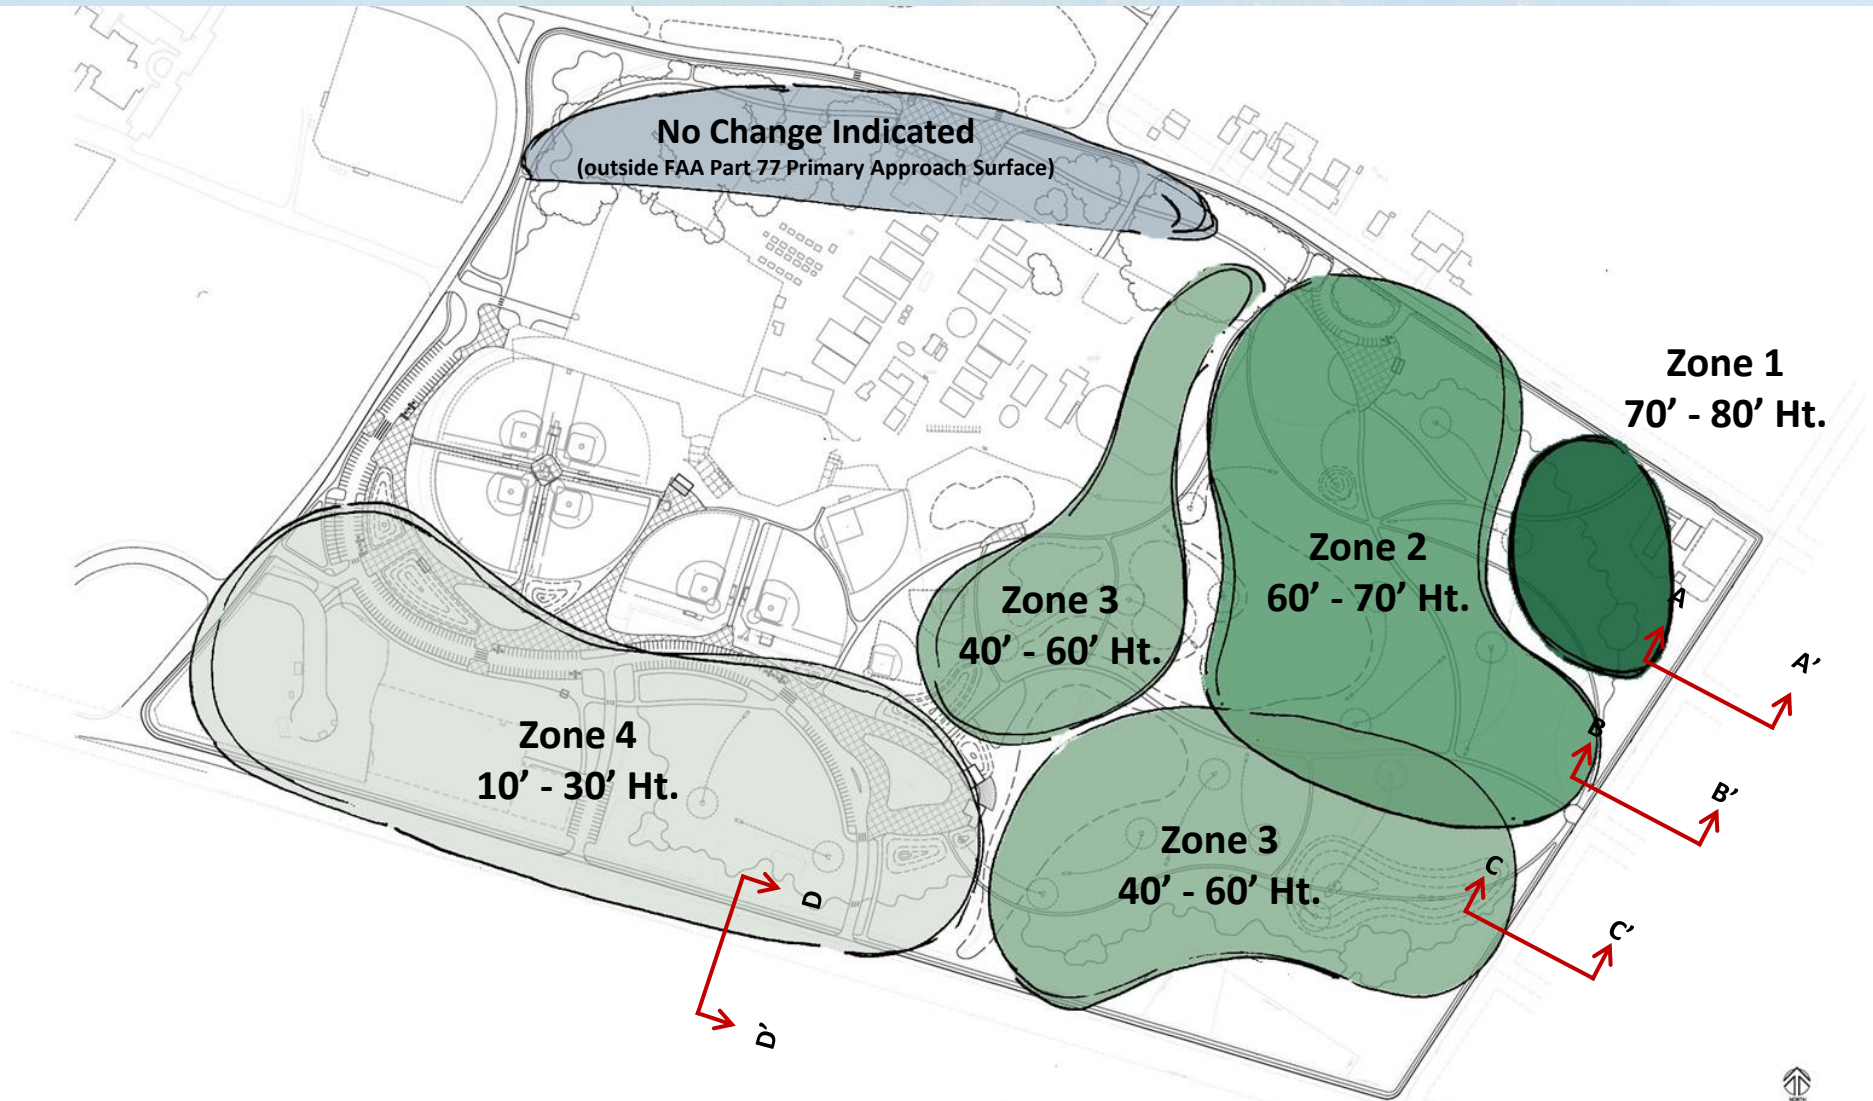 No Change Indicated
(outside FAA Part 77 Primary Approach Surface)
Zone 1
70’ - 80’ Ht.
Zone 2
60’ - 70’ Ht.
Zone 3
40’ - 60’ Ht.
A
A’
Zone 4
10’ - 30’ Ht.
B
B’
Zone 3
40’ - 60’ Ht.
C
C’
D
D’
NORTH